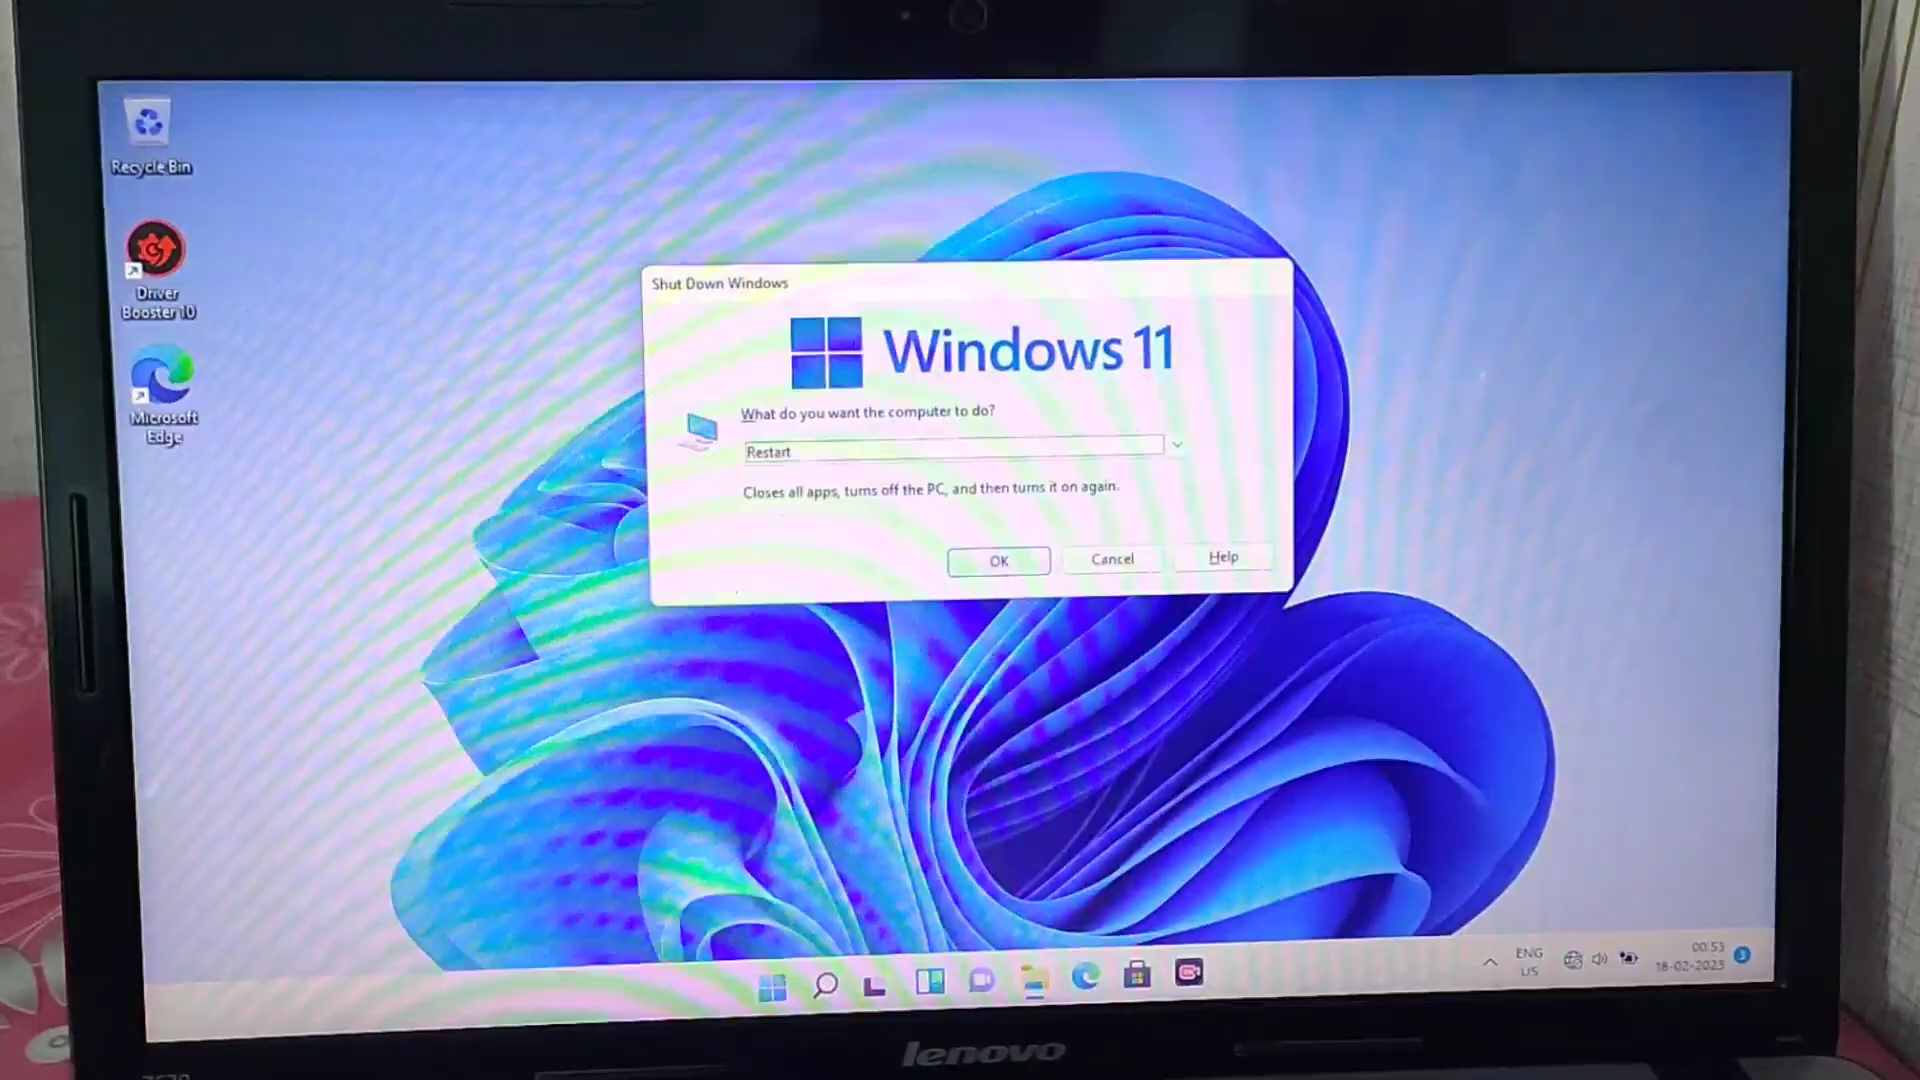 Recycle Bin
Driver
Booster 10
Microsoft
Edge
Shut Down Windows
Windows 11
What do you want the computer to do?
Restart
Closes all apps, turns off the PC, and then turns it on again.
OK
Cancel
Help
ENG
US
00:53
18-02-2023
3
lenovo